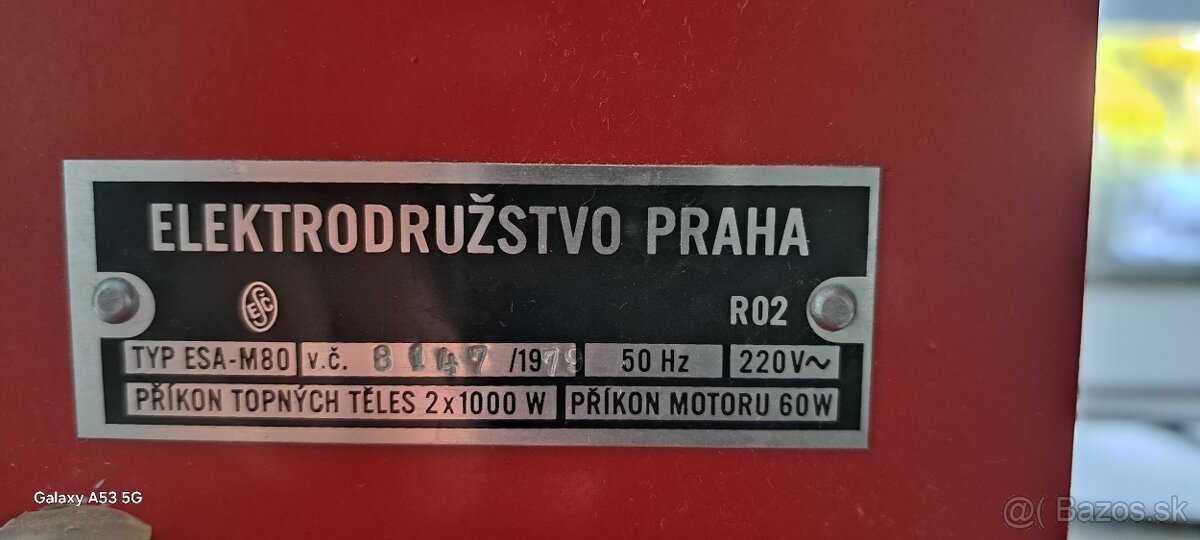 ELEKTRODRUŽSTVO PRAHA
ESČ R02
TYP ESA-M80 v.č. 8147 /1979 50 Hz 220V~
PŘÍKON TOPNÝCH TĚLES 2x1000 W PŘÍKON MOTORU 60W
Galaxy A53 5G
@( Bazos.sk